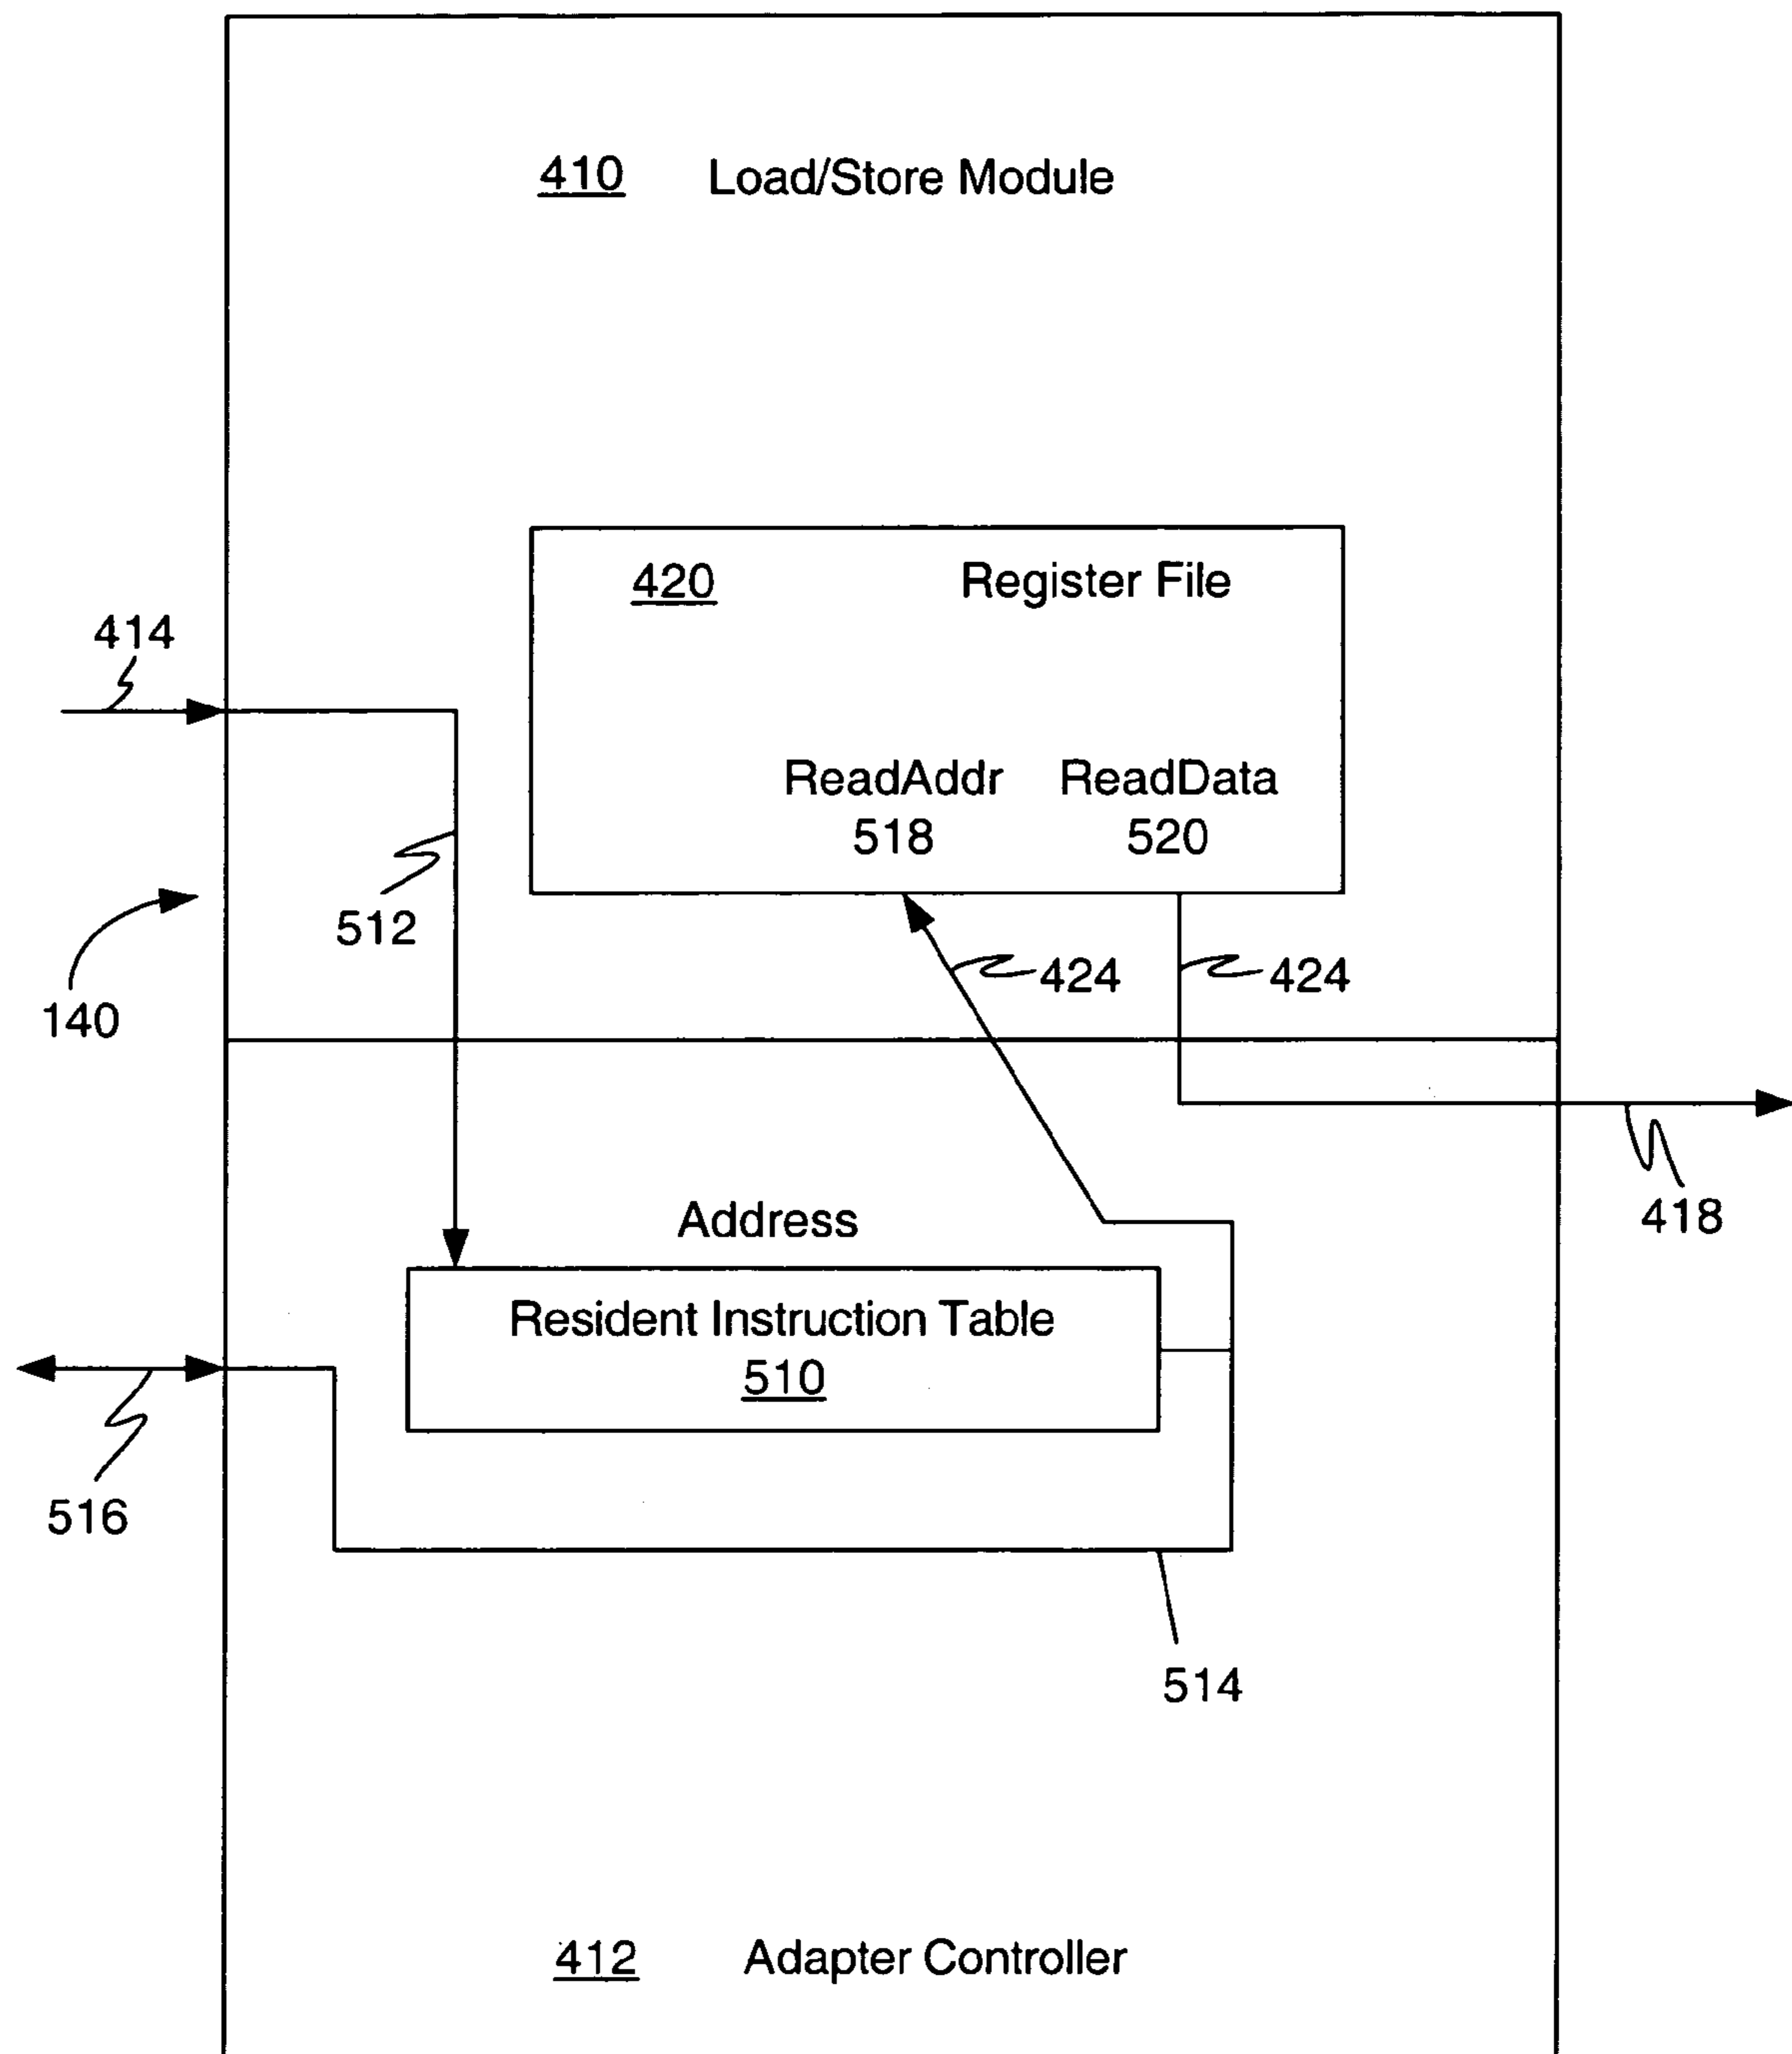 410 Load/Store Module
420 Register File
414
ReadAddr ReadData
518 520
512
424 424
140
418
Address
Resident Instruction Table
510
516
514
412 Adapter Controller